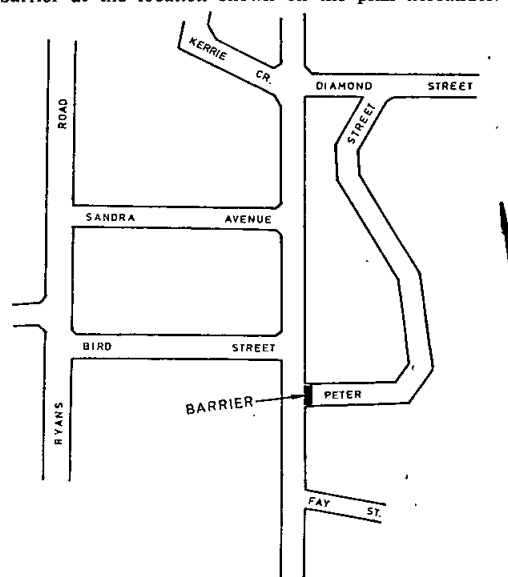 barrier at the location shown on the plan hereunder.
KERRIE CR.
DIAMOND STREET
ROAD
STREET
SANDRA AVENUE
BIRD STREET
BARRIER
PETER
RYANS
FAY ST.